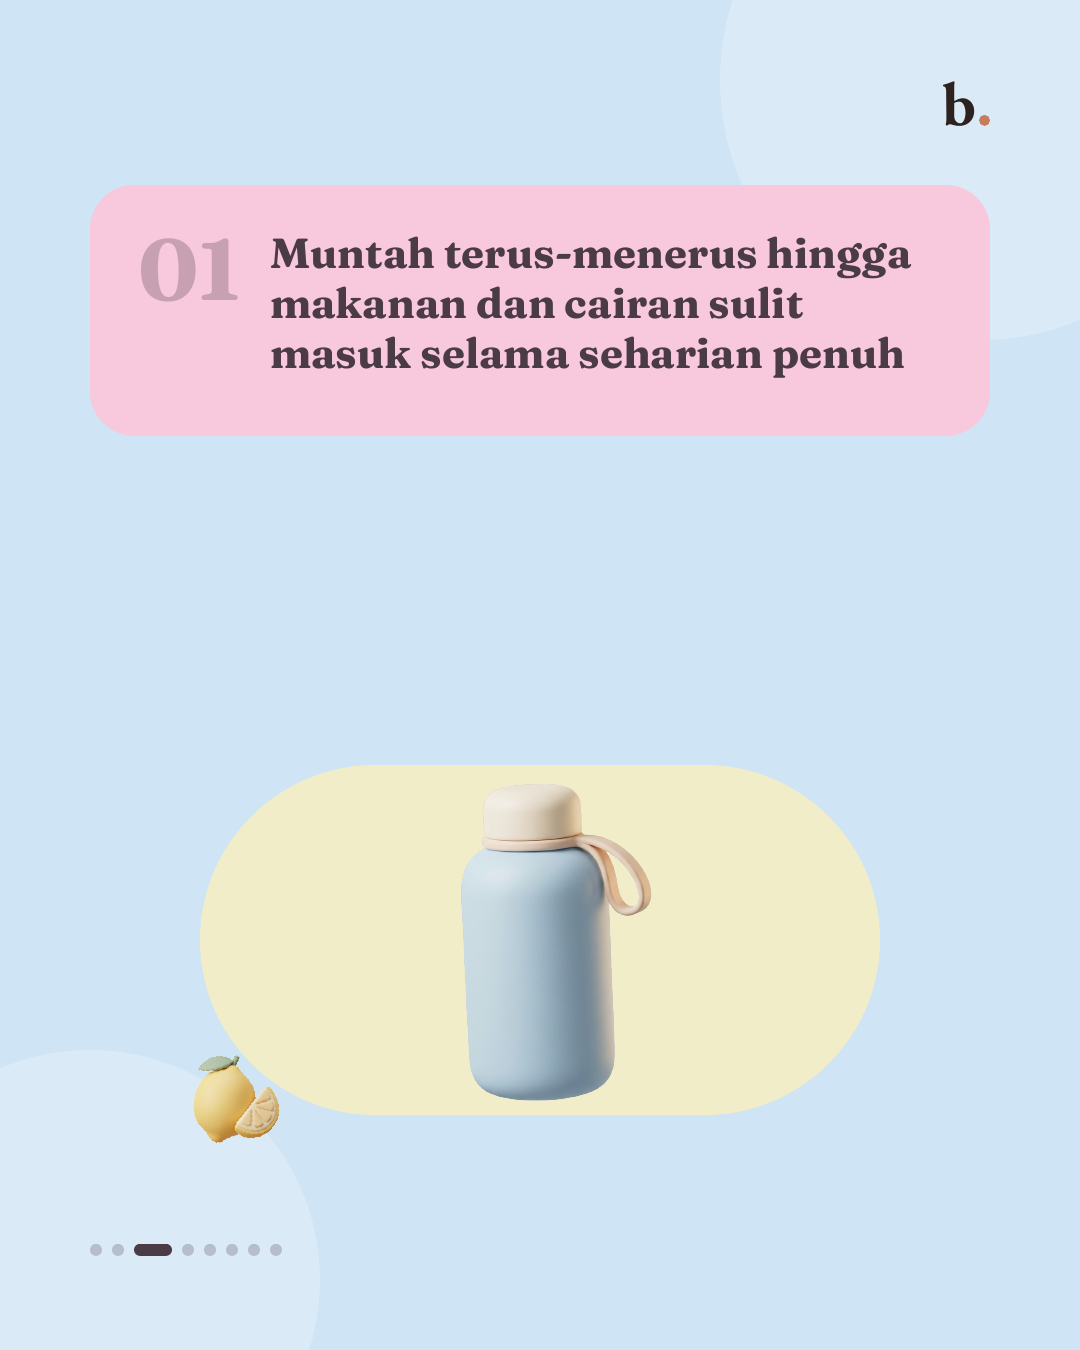 b.
01
Muntah terus-menerus hingga
makanan dan cairan sulit
masuk selama seharian penuh